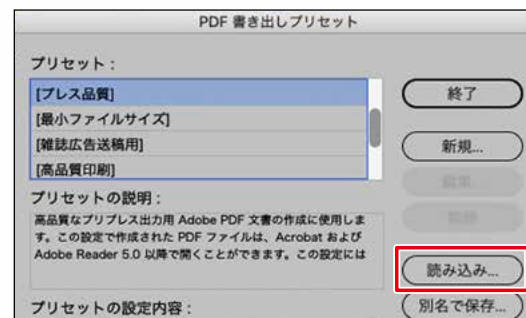 PDF 書き出しプリセット
プリセット：
[プレス品質]
[最小ファイルサイズ]
[雑誌広告送稿用]
[高品質印刷]
終了
新規...
編集...
削除
プリセットの説明：
高品質なプリプレス出力用 Adobe PDF 文書の作成に使用しま
す。この設定で作成された PDF ファイルは、Acrobat および
Adobe Reader 5.0 以降で開くことができます。この設定には
読み込み...
別名で保存...
プリセットの設定内容：